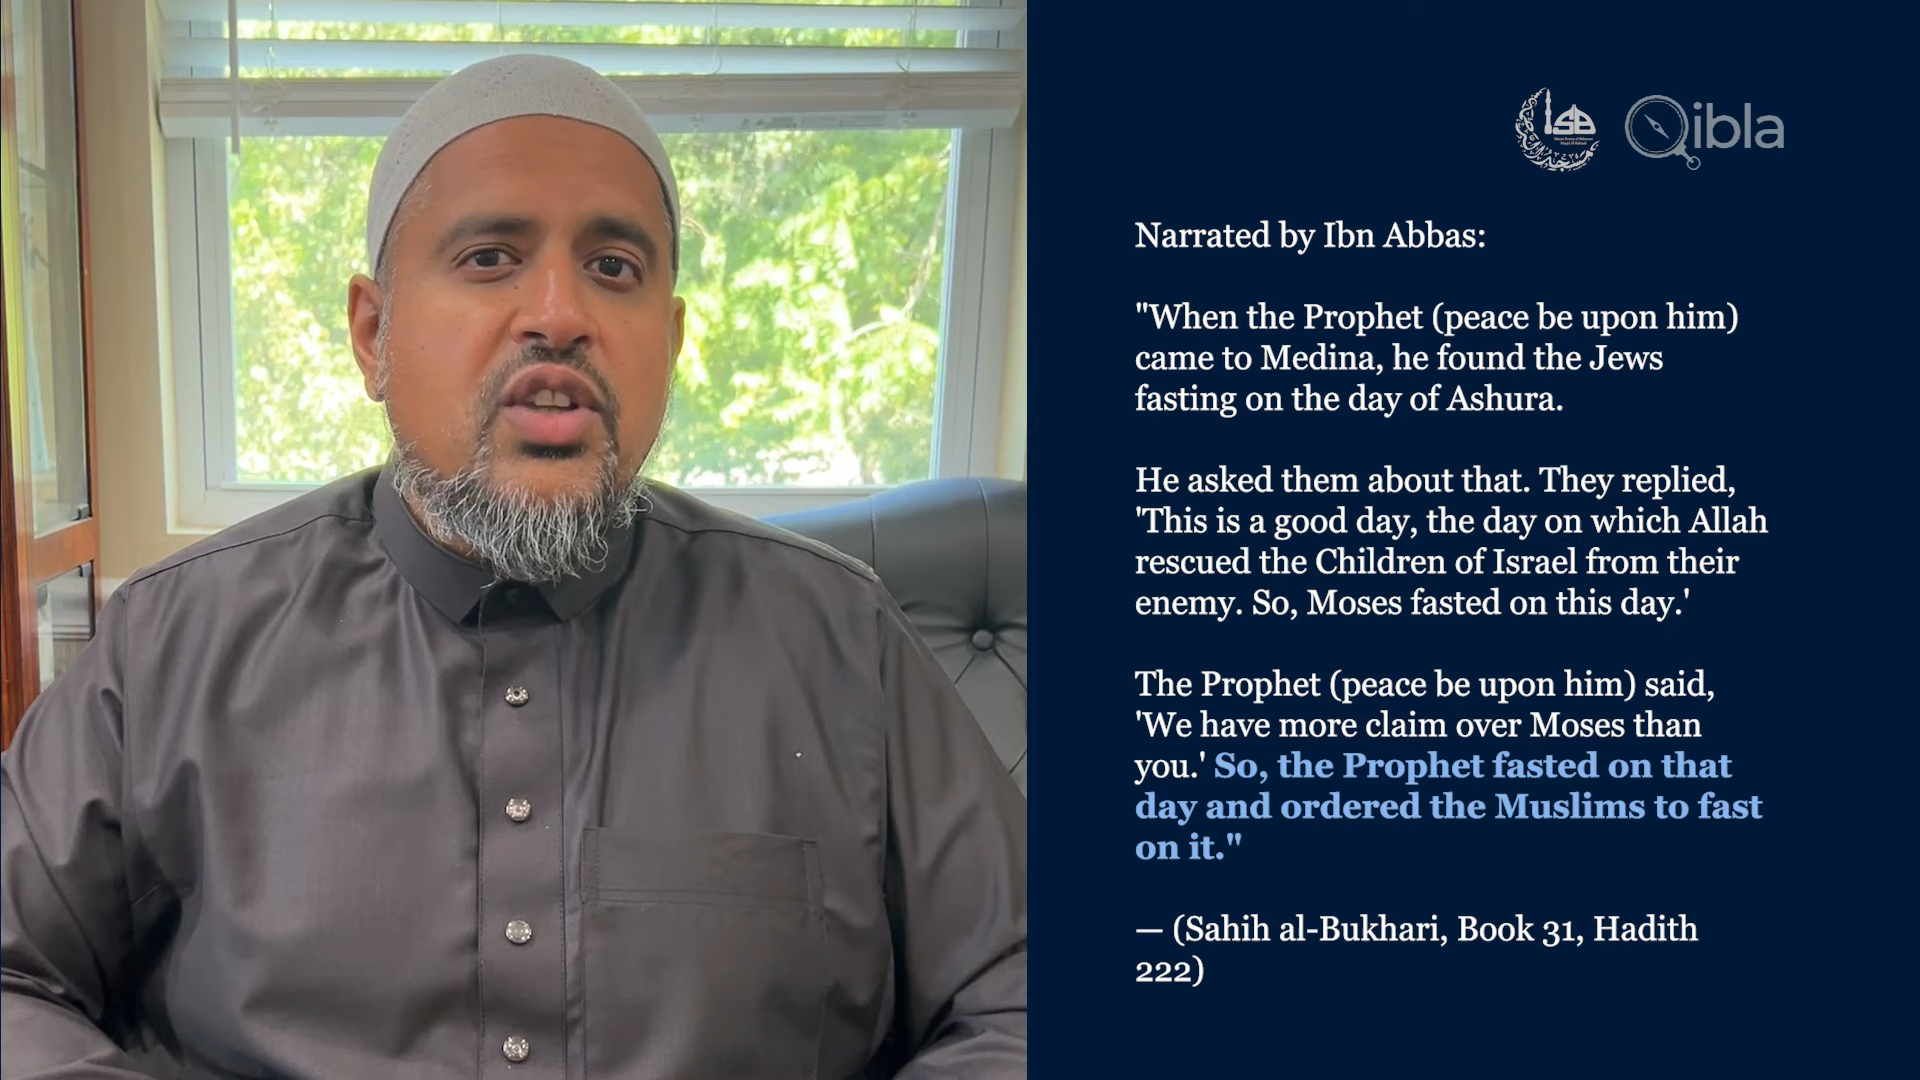 ISB
Qibla
Narrated by Ibn Abbas:
"When the Prophet (peace be upon him)
came to Medina, he found the Jews
fasting on the day of Ashura.
He asked them about that. They replied,
'This is a good day, the day on which Allah
rescued the Children of Israel from their
enemy. So, Moses fasted on this day.'
The Prophet (peace be upon him) said,
'We have more claim over Moses than
you.' So, the Prophet fasted on that
day and ordered the Muslims to fast
on it."
— (Sahih al-Bukhari, Book 31, Hadith
222)